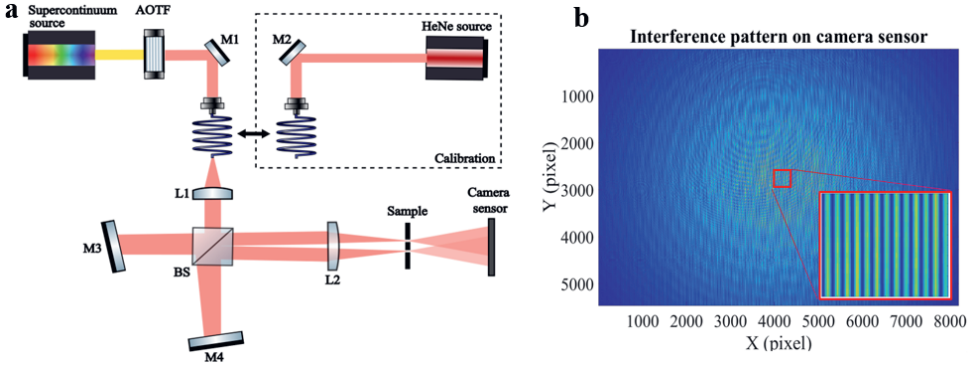 a
Supercontinuum
source
AOTF
M1
M2
HeNe source
Calibration
L1
M3
BS
L2
Sample
Camera
sensor
M4
b
Interference pattern on camera sensor
Y (pixel)
1000
2000
3000
4000
5000
1000 2000 3000 4000 5000 6000 7000 8000
X (pixel)